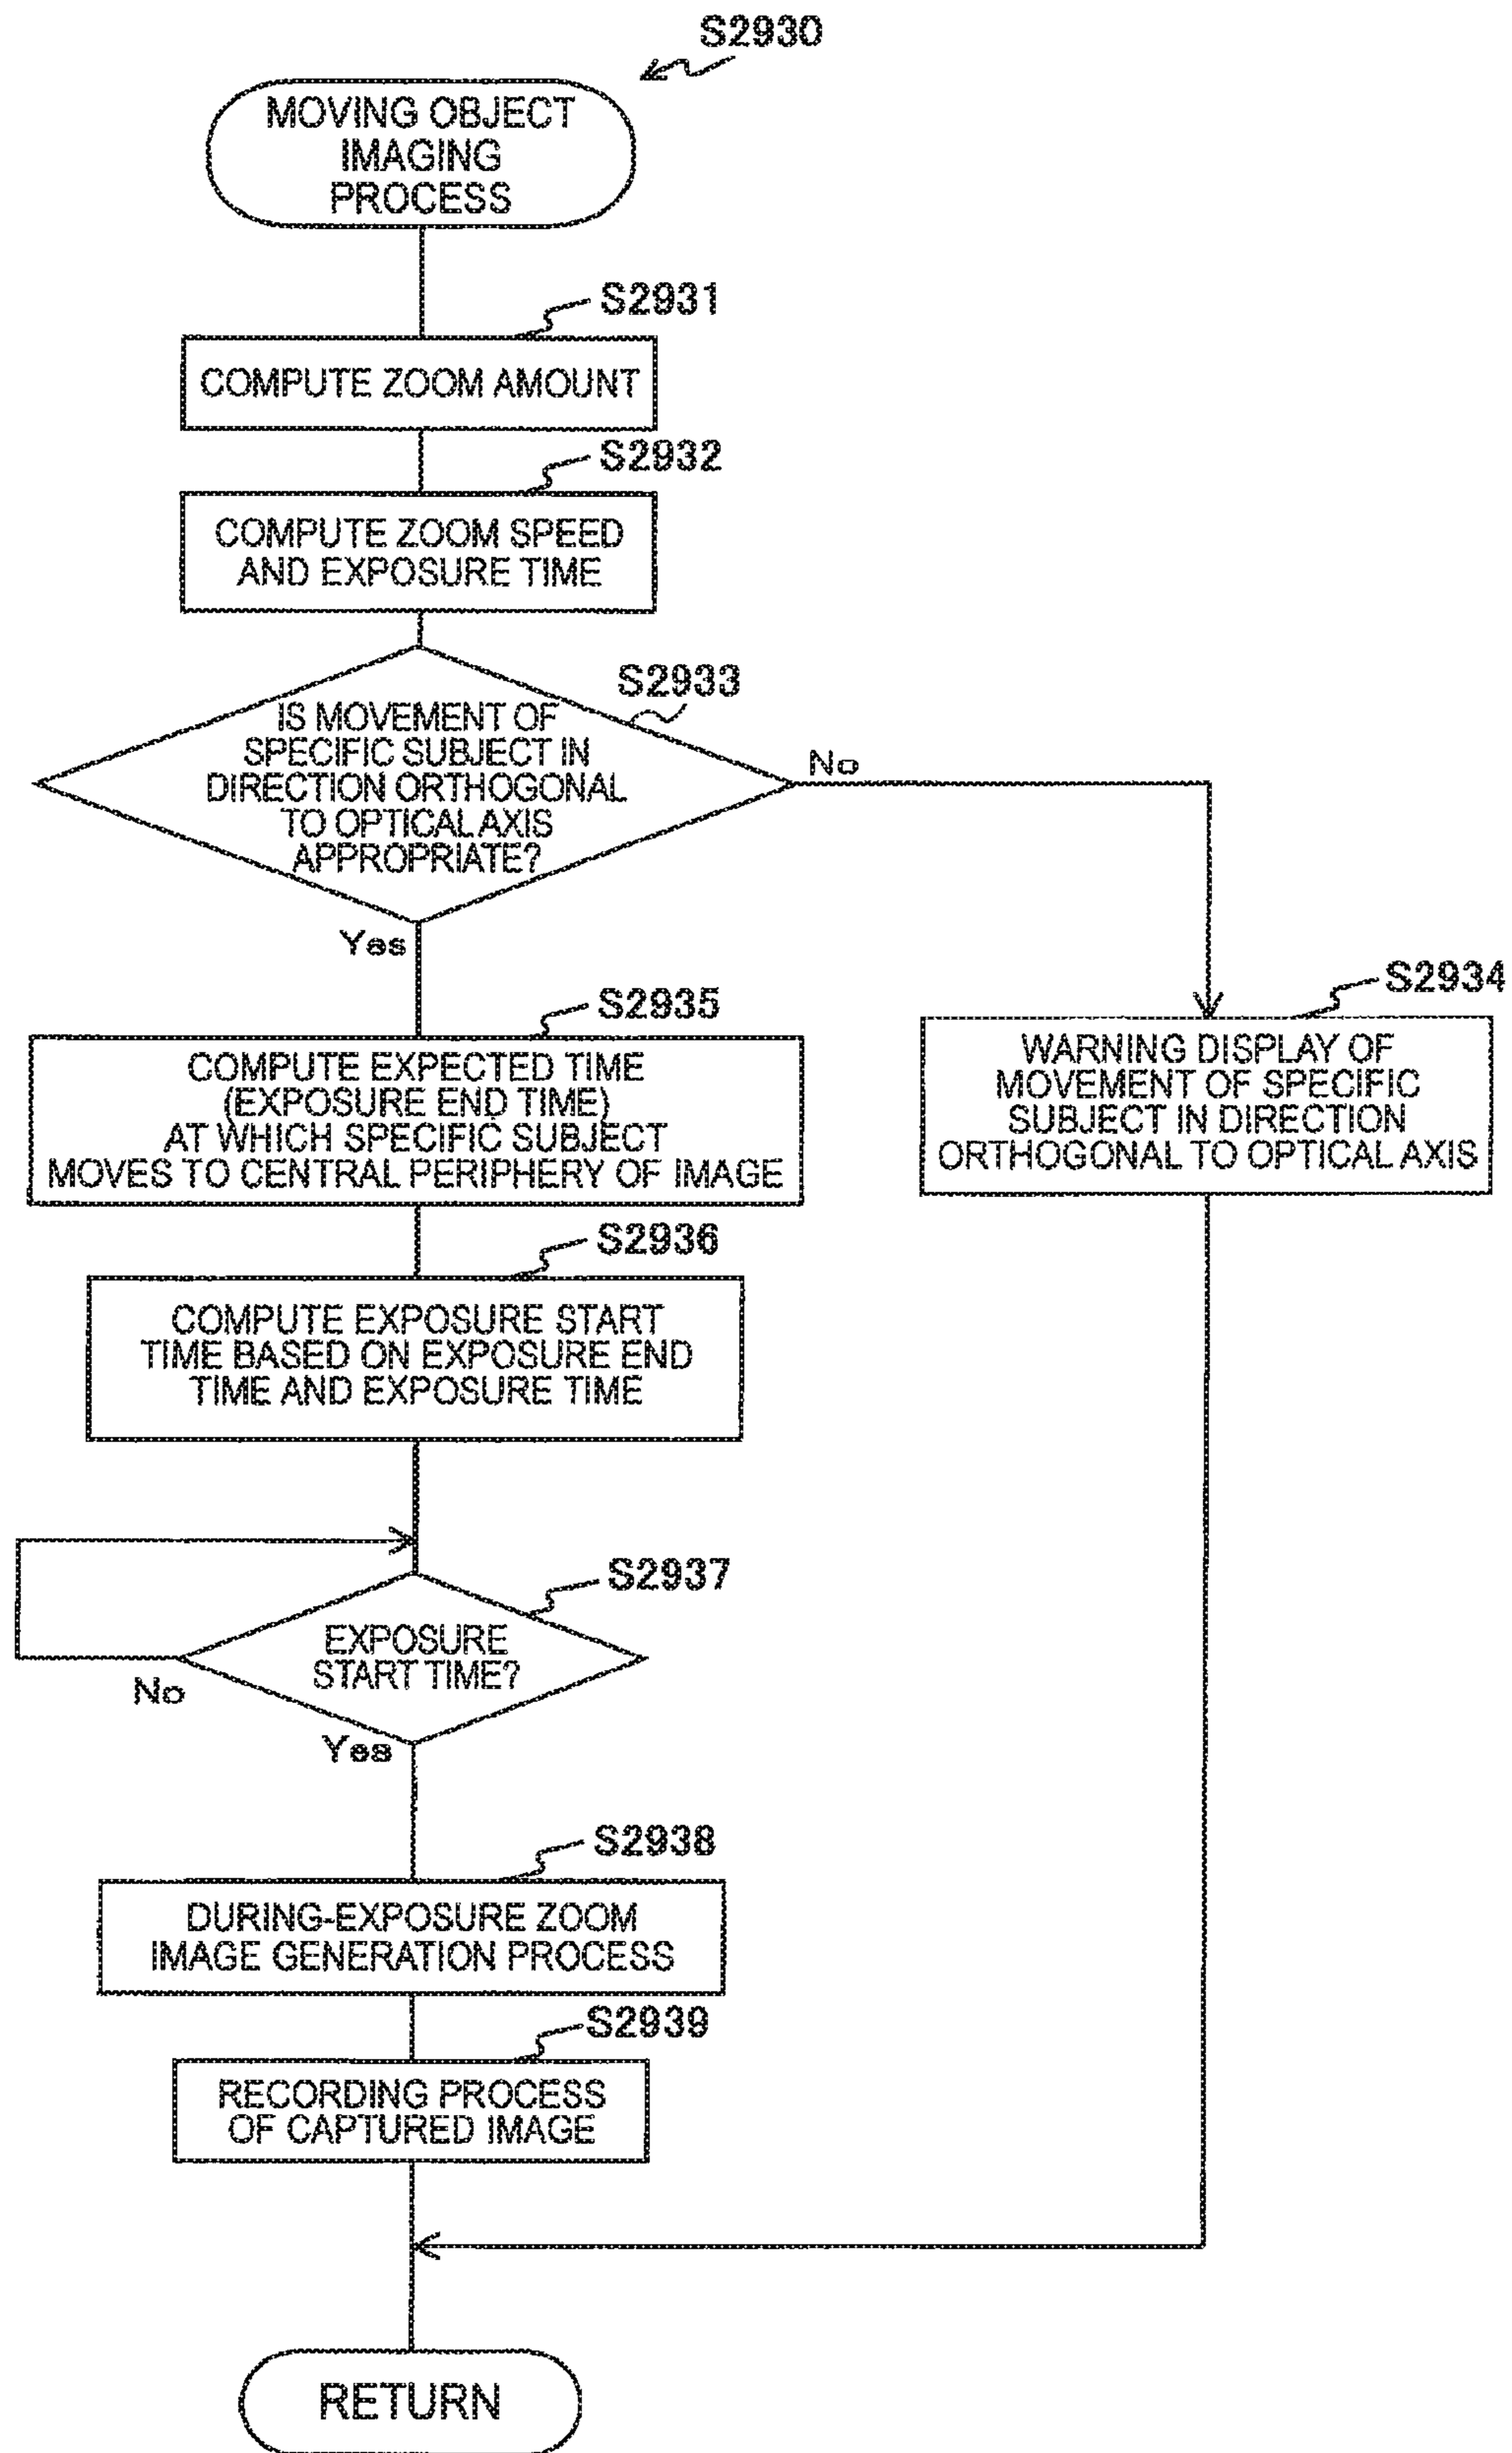 S2930
MOVING OBJECT
IMAGING
PROCESS
S2931
COMPUTE ZOOM AMOUNT
S2932
COMPUTE ZOOM SPEED
AND EXPOSURE TIME
S2933
IS MOVEMENT OF
SPECIFIC SUBJECT IN
DIRECTION ORTHOGONAL
TO OPTICAL AXIS
APPROPRIATE?
No
Yes
S2934
WARNING DISPLAY OF
MOVEMENT OF SPECIFIC
SUBJECT IN DIRECTION
ORTHOGONAL TO OPTICAL AXIS
S2935
COMPUTE EXPECTED TIME
(EXPOSURE END TIME)
AT WHICH SPECIFIC SUBJECT
MOVES TO CENTRAL PERIPHERY OF IMAGE
S2936
COMPUTE EXPOSURE START
TIME BASED ON EXPOSURE END
TIME AND EXPOSURE TIME
S2937
EXPOSURE
START TIME?
No
Yes
S2938
DURING-EXPOSURE ZOOM
IMAGE GENERATION PROCESS
S2939
RECORDING PROCESS
OF CAPTURED IMAGE
RETURN